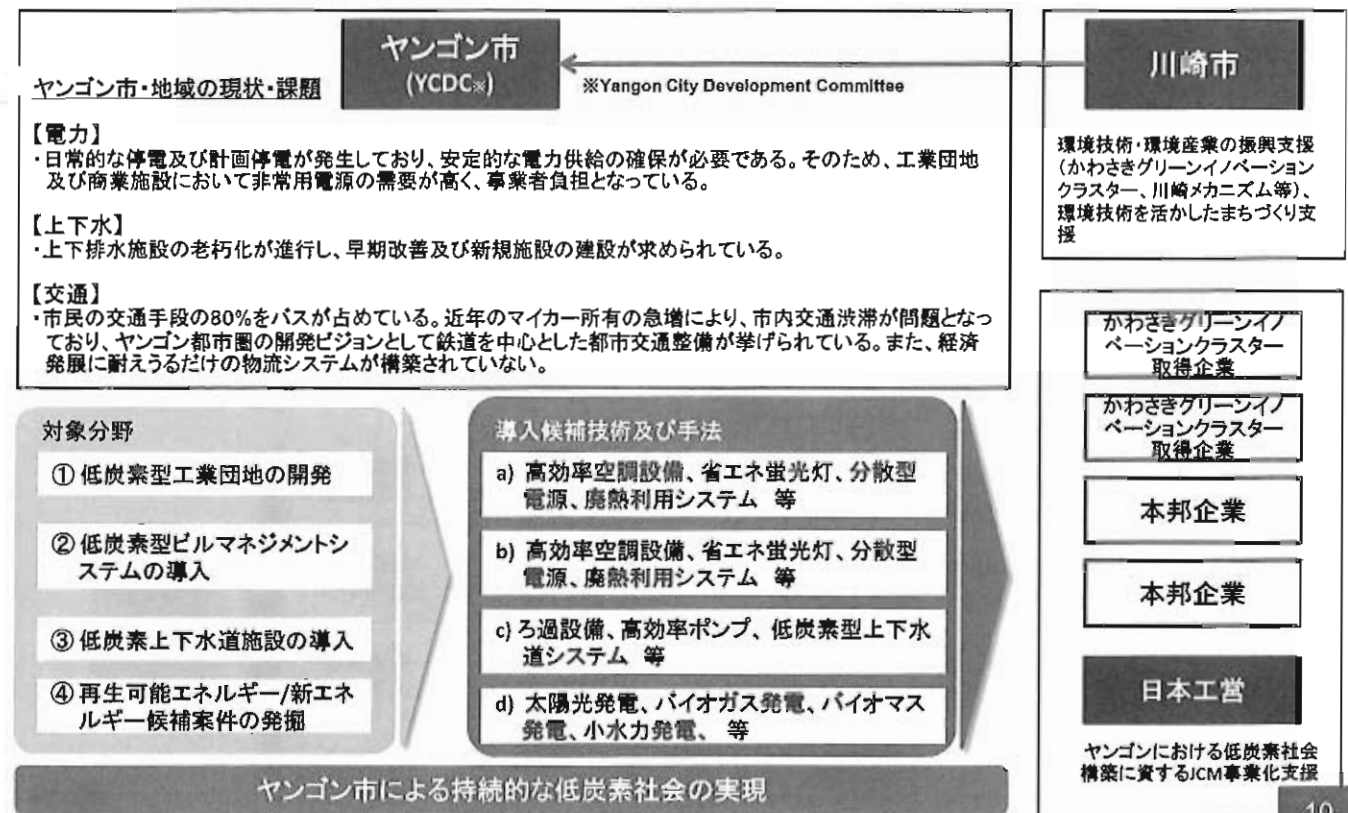 ヤンゴン市
(YCDC※)
※Yangon City Development Committee
ヤンゴン市・地域の現状・課題
【電力】
・日常的な停電及び計画停電が発生しており、安定的な電力供給の確保が必要である。そのため、工業団地
及び商業施設において非常用電源の需要が高く、事業者負担となっている。
【上下水】
・上下排水施設の老朽化が進行し、早期改善及び新規施設の建設が求められている。
【交通】
・市民の交通手段の80%をバスが占めている。近年のマイカー所有の急増により、市内交通渋滞が問題となっ
ており、ヤンゴン都市圏の開発ビジョンとして鉄道を中心とした都市交通整備が挙げられている。また、経済
発展に耐えうるだけの物流システムが構築されていない。
川崎市
環境技術・環境産業の振興支援
(かわさきグリーンイノベーション
クラスター、川崎メカニズム等)、
環境技術を活かしたまちづくり支
援
対象分野
① 低炭素型工業団地の開発
② 低炭素型ビルマネジメントシ
ステムの導入
③ 低炭素上下水道施設の導入
④ 再生可能エネルギー/新エネ
ルギー候補案件の発掘
導入候補技術及び手法
a) 高効率空調設備、省エネ蛍光灯、分散型
電源、廃熱利用システム 等
b) 高効率空調設備、省エネ蛍光灯、分散型
電源、廃熱利用システム 等
c) ろ過設備、高効率ポンプ、低炭素型上下水
道システム 等
d) 太陽光発電、バイオガス発電、バイオマス
発電、小水力発電、 等
かわさきグリーンイノ
ベーションクラスター
取得企業
かわさきグリーンイノ
ベーションクラスター
取得企業
本邦企業
本邦企業
日本工営
ヤンゴンにおける低炭素社会
構築に資するJCM事業化支援
ヤンゴン市による持続的な低炭素社会の実現
10